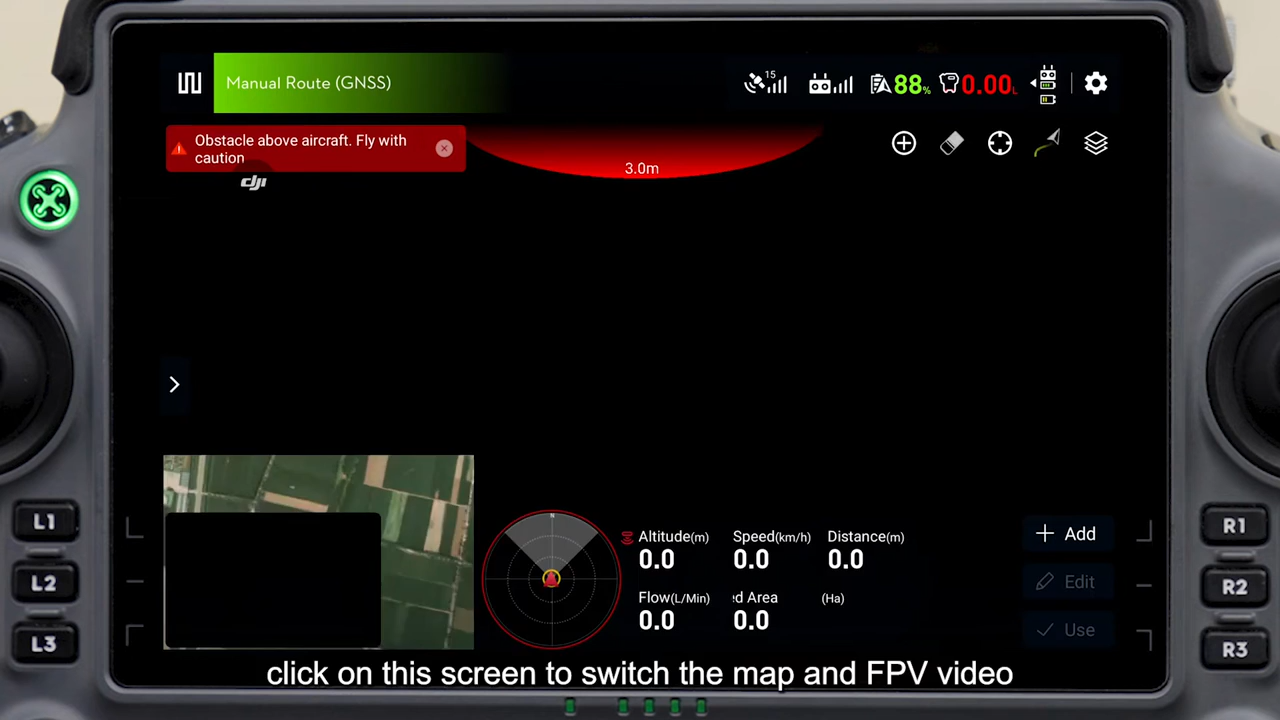 Manual Route (GNSS)
15
88%
0.00L
Obstacle above aircraft. Fly with
caution
3.0m
dji
N
Altitude(m)
Speed(km/h)
Distance(m)
0.0
0.0
0.0
Flow(L/Min)
d Area
(Ha)
0.0
0.0
Add
Edit
Use
L1
L2
L3
R1
R2
R3
click on this screen to switch the map and FPV video